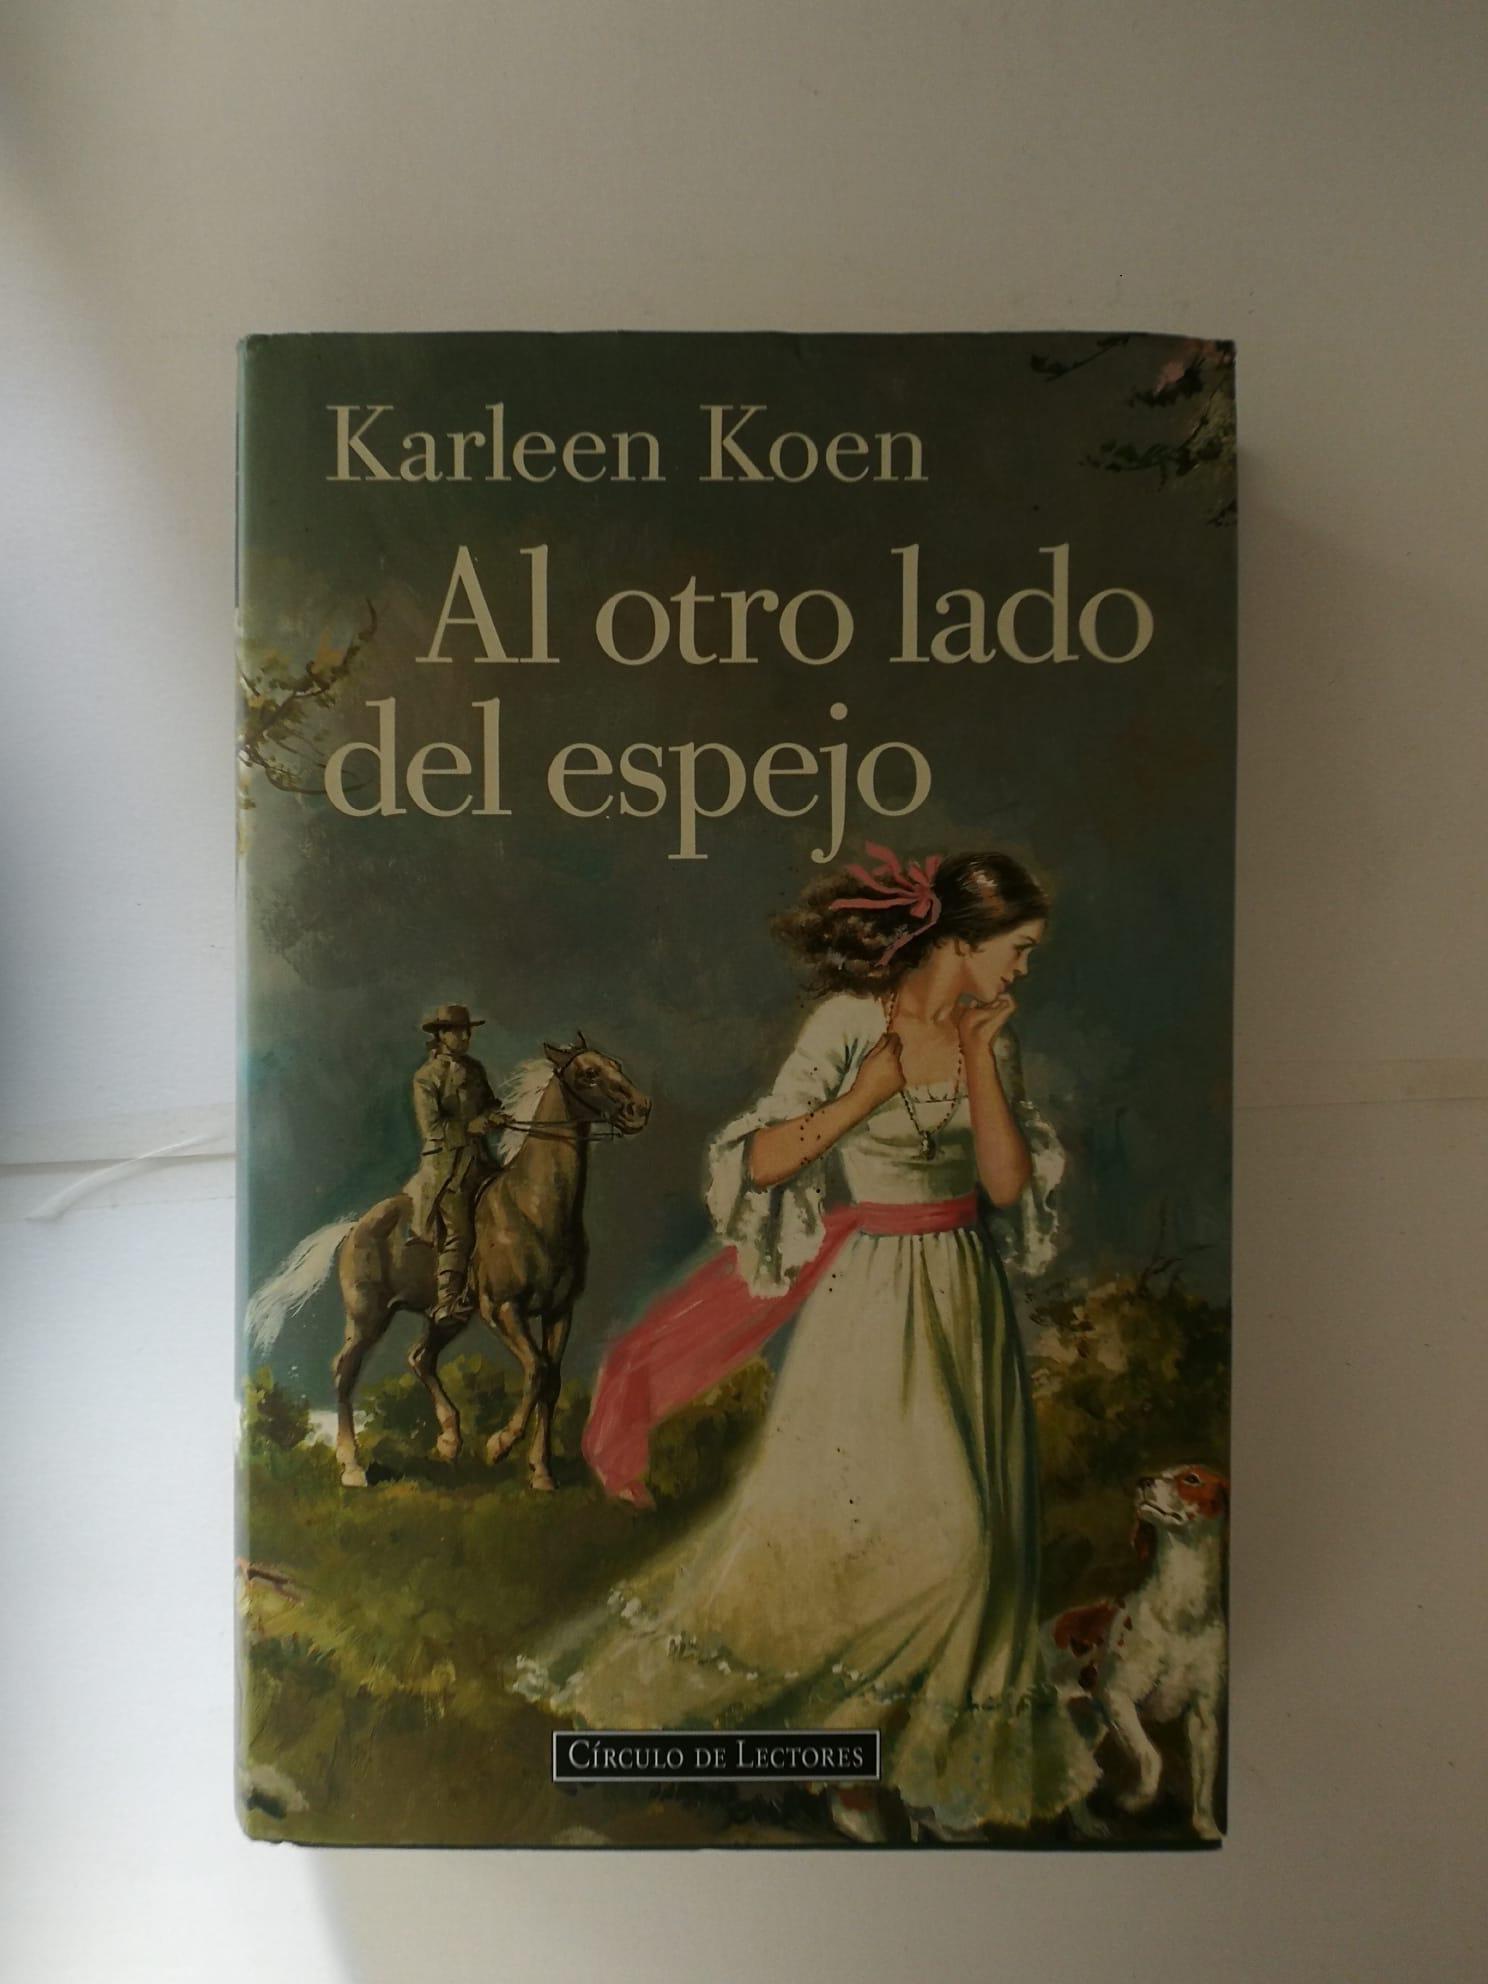 Karleen Koen
Al otro lado
del espejo
CÍRCULO DE LECTORES